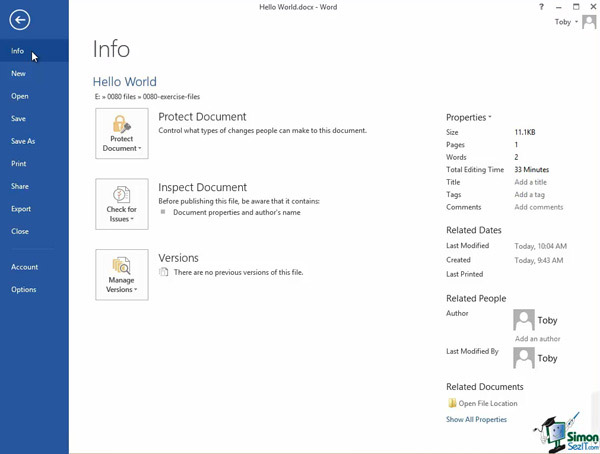 Hello World.docx - Word
?
Toby
Info
New
Open
Save
Save As
Print
Share
Export
Close
Account
Options
Info
Hello World
E: » 0080 files » 0080-exercise-files
Protect Document
Protect Document
Control what types of changes people can make to this document.
Check for Issues
Inspect Document
Before publishing this file, be aware that it contains:
Document properties and author's name
Manage Versions
Versions
There are no previous versions of this file.
Properties
Size 11.1KB
Pages 1
Words 2
Total Editing Time 33 Minutes
Title Add a title
Tags Add a tag
Comments Add comments
Related Dates
Last Modified Today, 10:04 AM
Created Today, 9:43 AM
Last Printed
Related People
Author Toby
Add an author
Last Modified By Toby
Related Documents
Open File Location
Show All Properties
Simon
SezIT.com